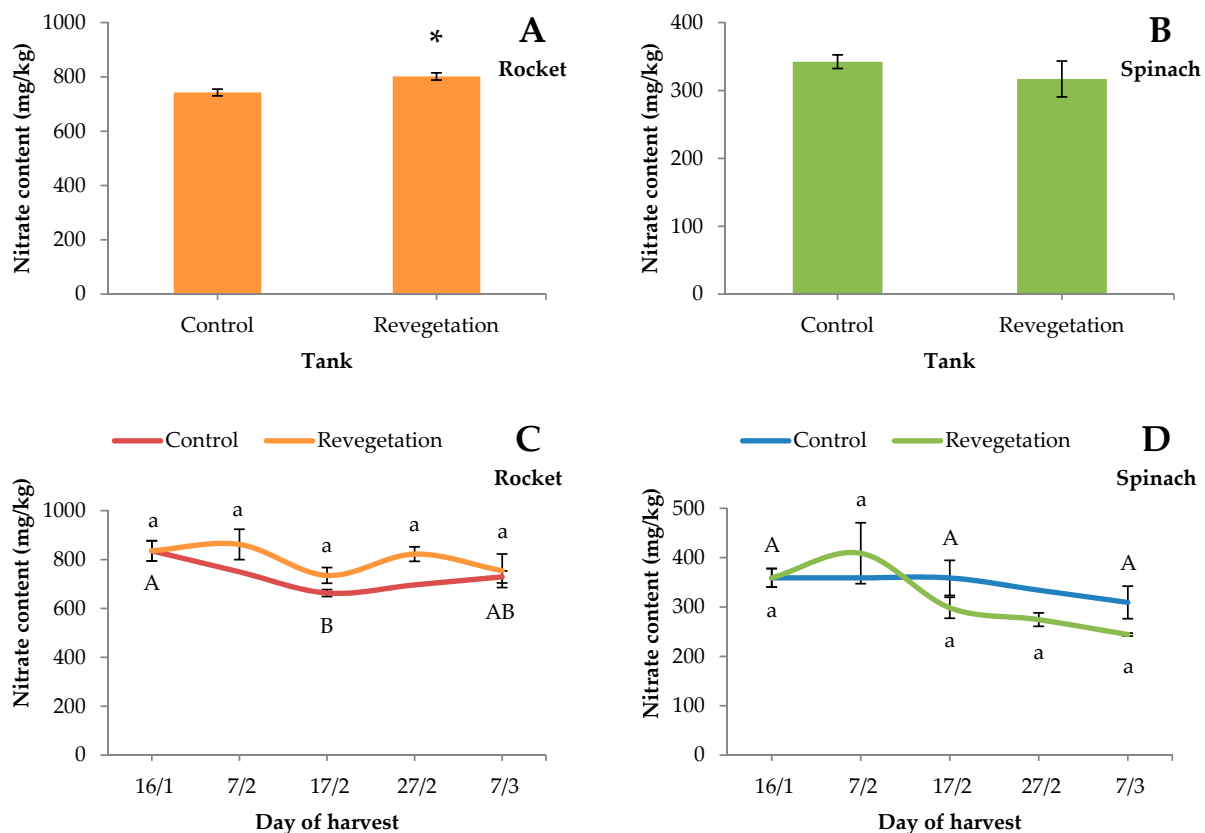 A
Rocket
*
Nitrate content (mg/kg)
1000
800
600
400
200
0
Control
Revegetation
Tank
B
Spinach
Nitrate content (mg/kg)
400
300
200
100
0
Control
Revegetation
Tank
Control
Revegetation
C
Rocket
Nitrate content (mg/kg)
1000
800
600
400
200
0
a
a
a
a
a
A
B
AB
16/1
7/2
17/2
27/2
7/3
Day of harvest
Control
Revegetation
D
Spinach
Nitrate content (mg/kg)
500
400
300
200
100
0
a
A
A
A
a
a
a
a
16/1
7/2
17/2
27/2
7/3
Day of harvest